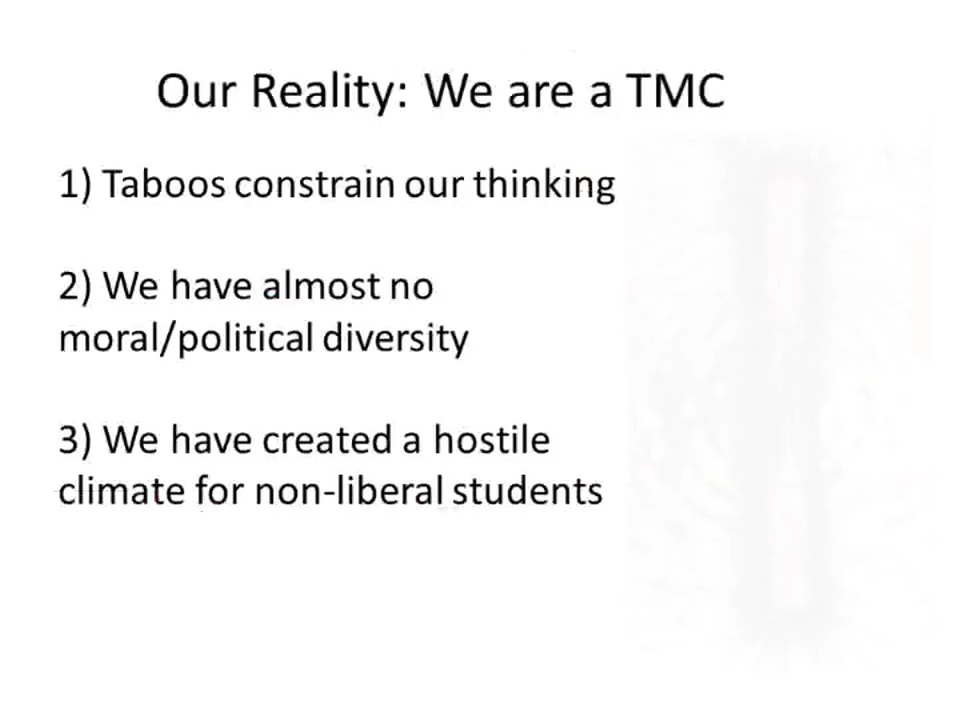 Our Reality: We are a TMC
1) Taboos constrain our thinking
2) We have almost no
moral/political diversity
3) We have created a hostile
climate for non-liberal students